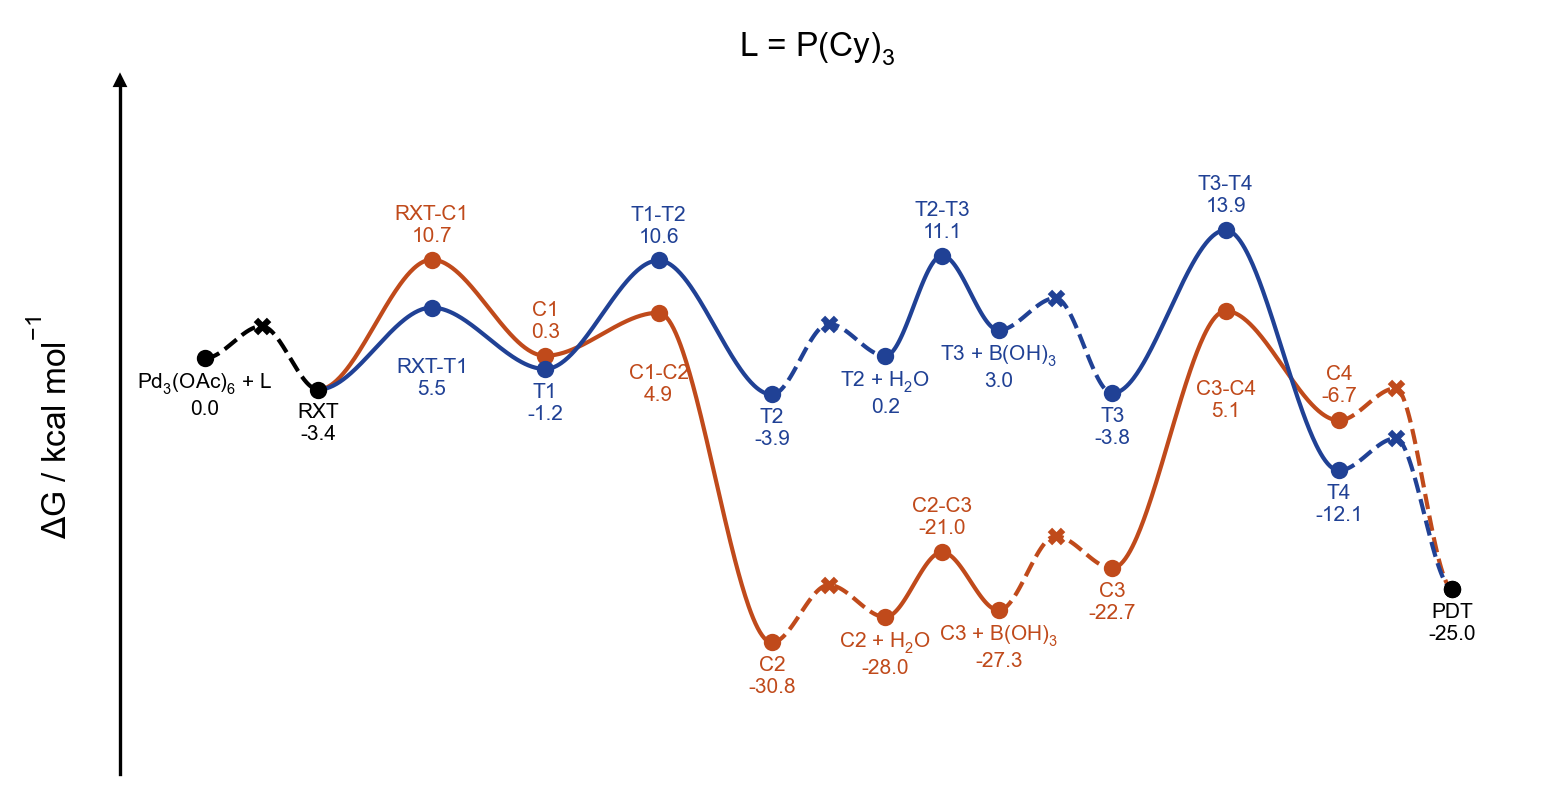 L = P(Cy)₃
ΔG / kcal mol⁻¹
Pd₃(OAc)₆ + L
0.0
RXT
-3.4
RXT-C1
10.7
RXT-T1
5.5
C1
0.3
T1
-1.2
T1-T2
10.6
C1-C2
4.9
T2
-3.9
C2
-30.8
T2 + H₂O
0.2
C2 + H₂O
-28.0
T2-T3
11.1
C2-C3
-21.0
T3 + B(OH)₃
3.0
C3 + B(OH)₃
-27.3
T3
-3.8
C3
-22.7
T3-T4
13.9
C3-C4
5.1
C4
-6.7
T4
-12.1
PDT
-25.0